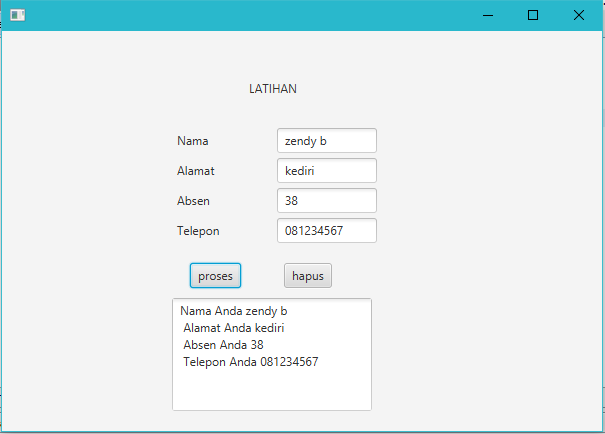 LATIHAN
Nama zendy b
Alamat kediri
Absen 38
Telepon 081234567
proses hapus
Nama Anda zendy b
Alamat Anda kediri
Absen Anda 38
Telepon Anda 081234567